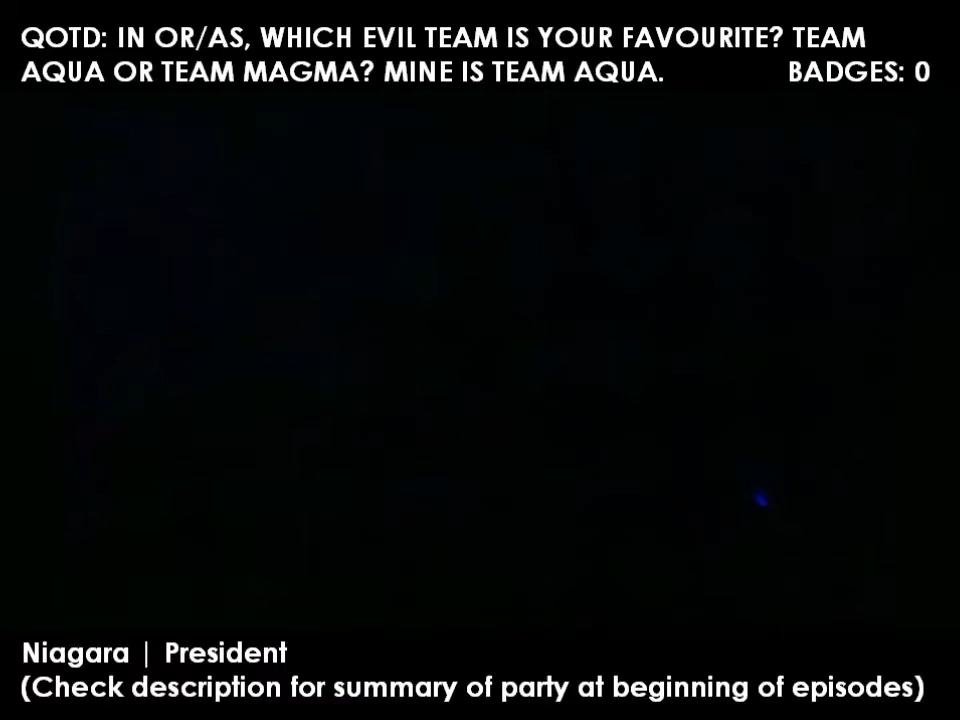 QOTD: IN OR/AS, WHICH EVIL TEAM IS YOUR FAVOURITE? TEAM
AQUA OR TEAM MAGMA? MINE IS TEAM AQUA. BADGES: 0
Niagara | President
(Check description for summary of party at beginning of episodes)